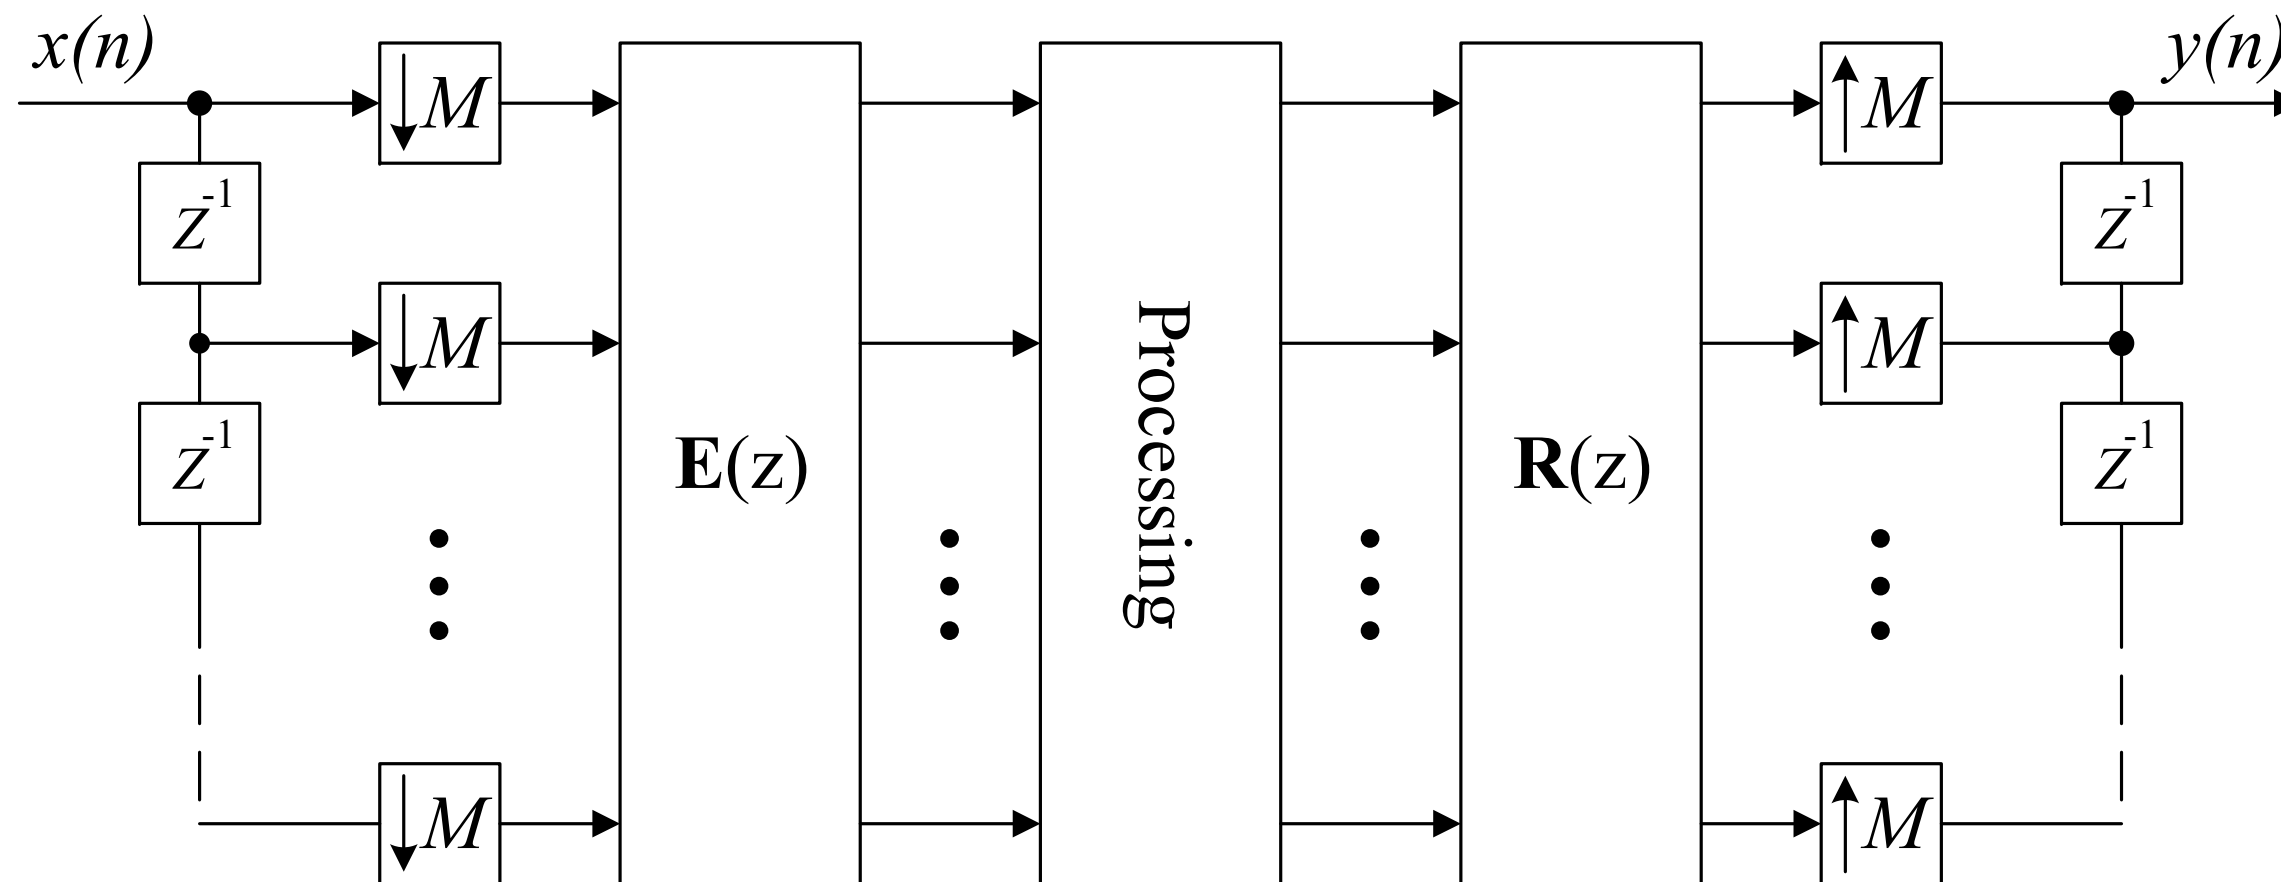 x(n)
y(n)
↓M
↑M
Z⁻¹
Z⁻¹
↓M
↑M
Z⁻¹
Z⁻¹
E(z)
Processing
R(z)
↓M
↑M